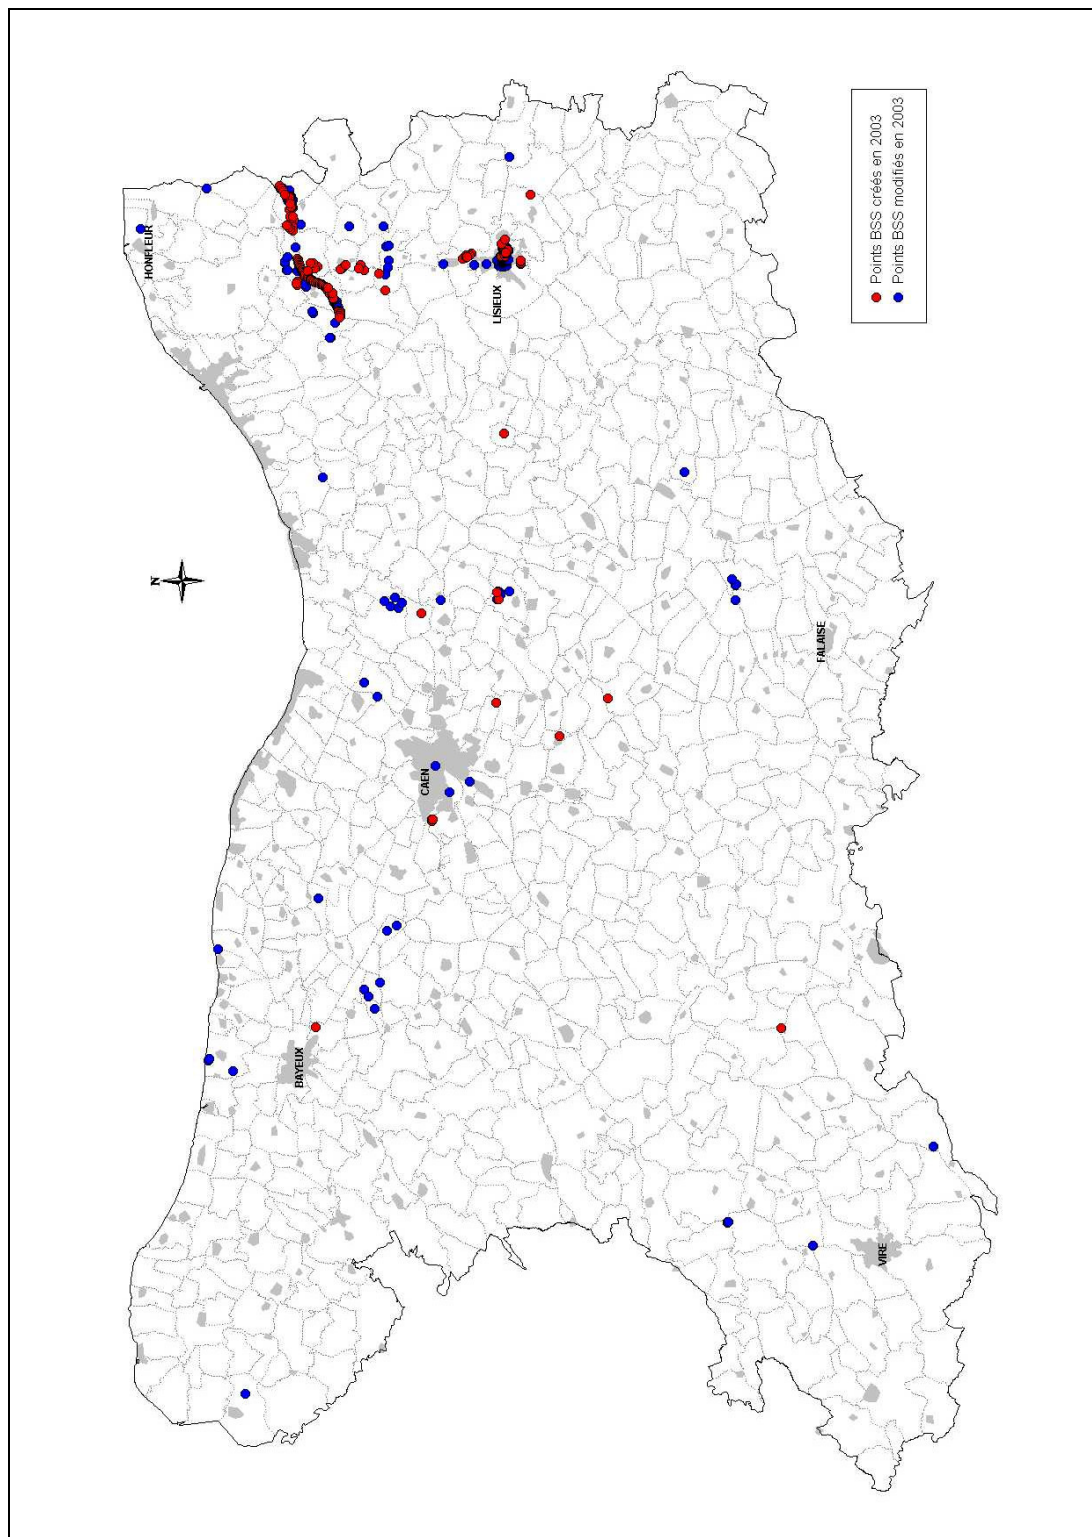 N
HONFLEUR
LISIEUX
CAEN
BAYEUX
FALAISE
VIRE
Points BSS créés en 2003
Points BSS modifiés en 2003